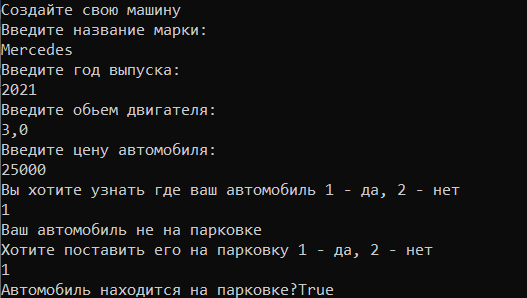 Создайте свою машину
Введите название марки:
Mercedes
Введите год выпуска:
2021
Введите обьем двигателя:
3,0
Введите цену автомобиля:
25000
Вы хотите узнать где ваш автомобиль 1 - да, 2 - нет
1
Ваш автомобиль не на парковке
Хотите поставить его на парковку 1 - да, 2 - нет
1
Автомобиль находится на парковке?True